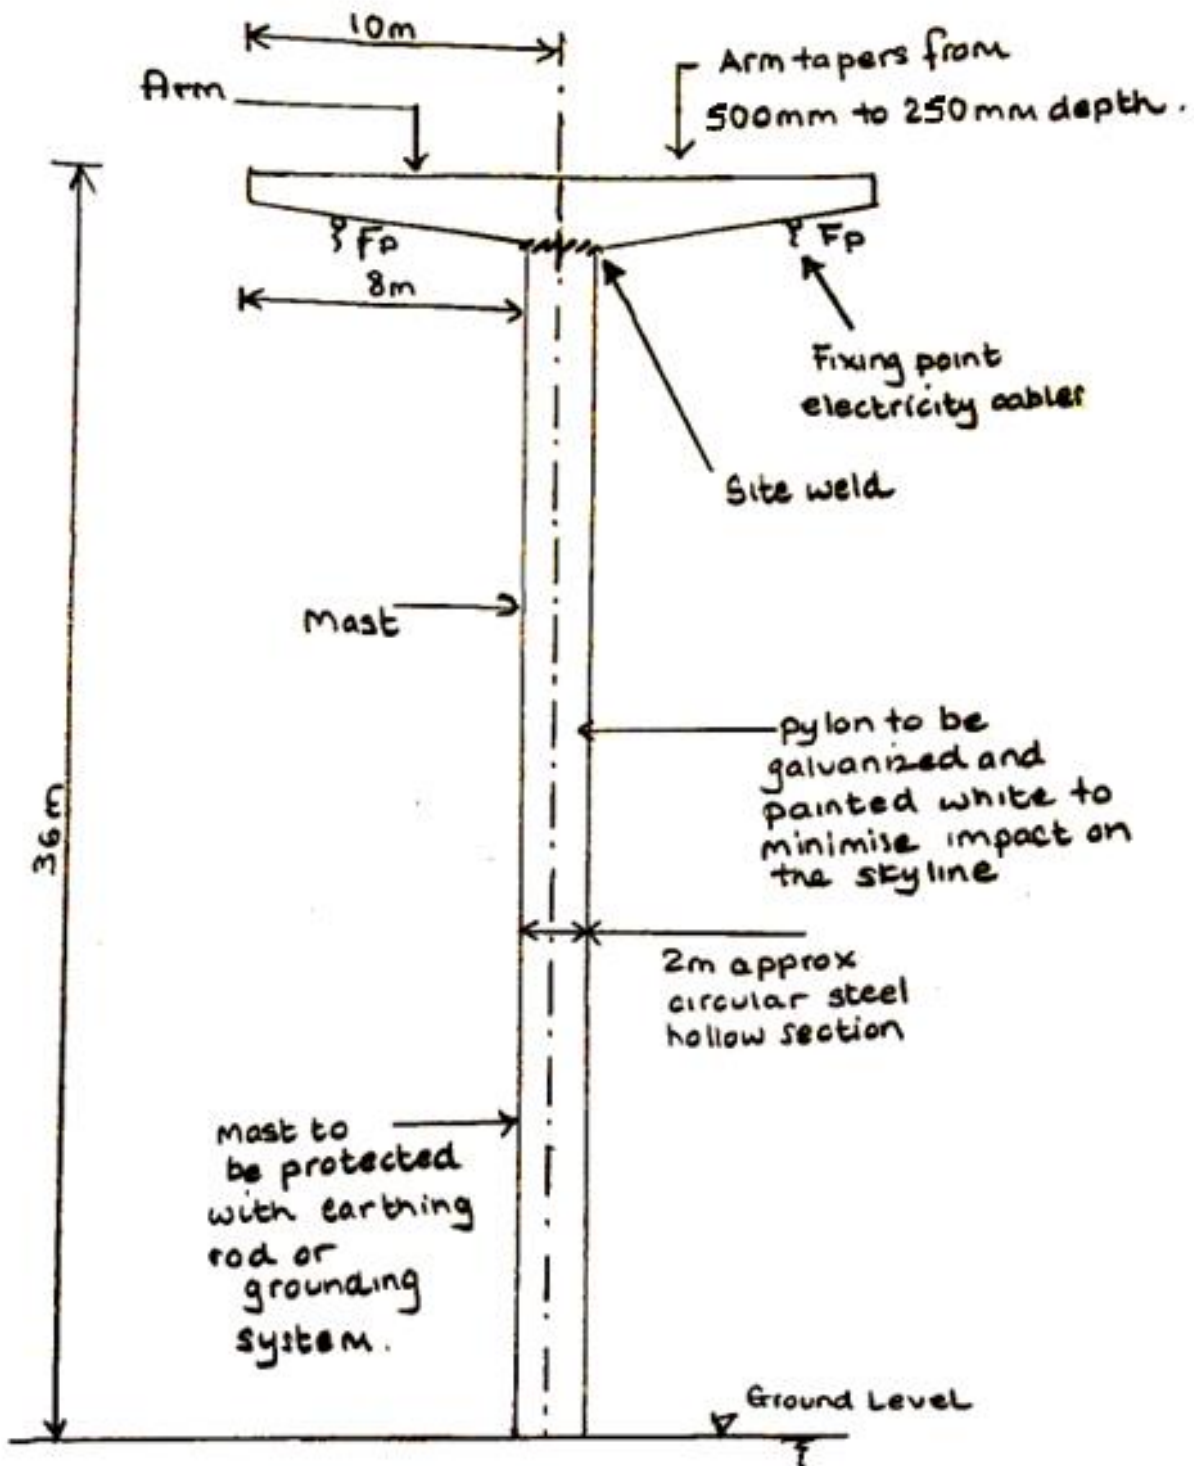 10m
Arm
Arm tapers from
500mm to 250mm depth.
Fp
Fp
8m
Fixing point
electricity cables
Site weld
Mast
36m
pylon to be
galvanized and
painted white to
minimise impact on
the skyline
2m approx
circular steel
hollow section
Mast to
be protected
with earthing
rod or
grounding
system.
Ground Level